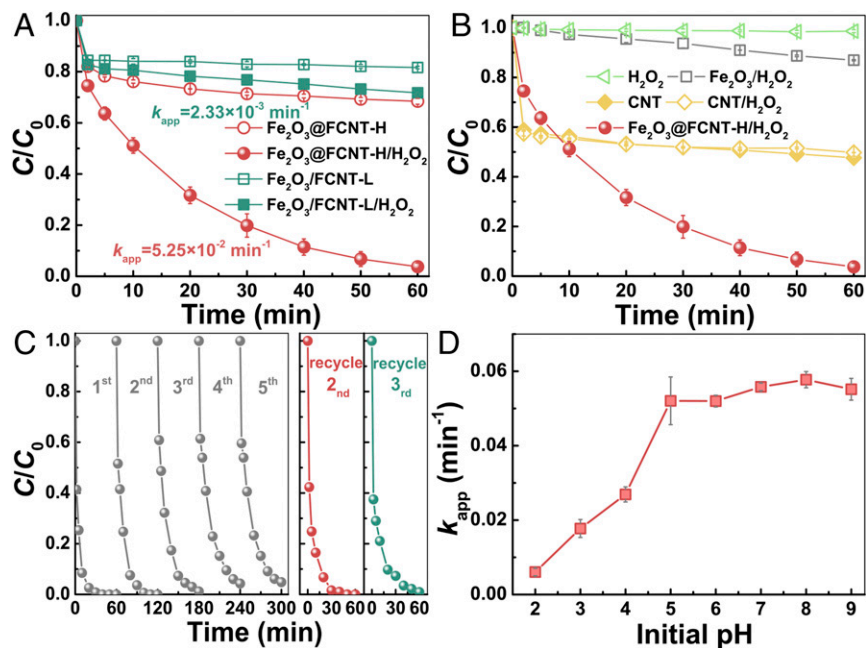 A
C/C₀
1.0
0.8
0.6
0.4
0.2
0.0
kapp=2.33×10⁻³ min⁻¹
Fe₂O₃@FCNT-H
Fe₂O₃@FCNT-H/H₂O₂
Fe₂O₃/FCNT-L
Fe₂O₃/FCNT-L/H₂O₂
kapp=5.25×10⁻² min⁻¹
0 10 20 30 40 50 60
Time (min)
B
C/C₀
1.0
0.8
0.6
0.4
0.2
0.0
H₂O₂ Fe₂O₃/H₂O₂
CNT CNT/H₂O₂
Fe₂O₃@FCNT-H/H₂O₂
0 10 20 30 40 50 60
Time (min)
C
C/C₀
1.0
0.8
0.6
0.4
0.2
0.0
1st 2nd 3rd 4th 5th
recycle
2nd
recycle
3rd
0 60 120 180 240 300
0 30 60
0 30 60
Time (min)
D
kapp (min⁻¹)
0.06
0.04
0.02
0.00
2 3 4 5 6 7 8 9
Initial pH